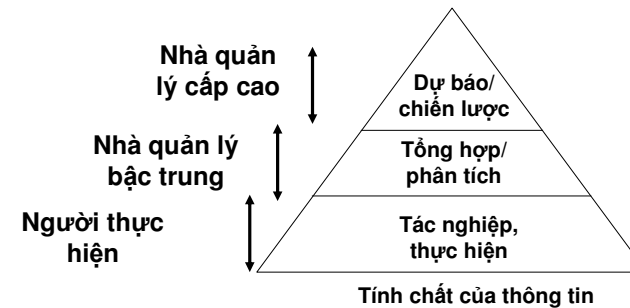 Nhà quản
lý cấp cao
Dự báo/
chiến lược
Nhà quản lý
bậc trung
Tổng hợp/
phân tích
Người thực
hiện
Tác nghiệp,
thực hiện
Tính chất của thông tin